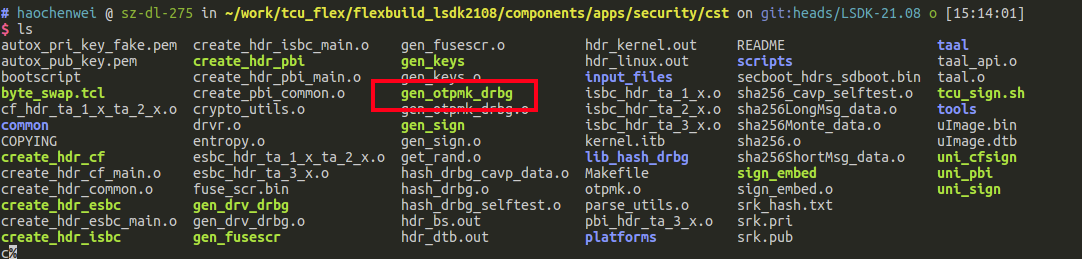 # haochenwei @ sz-dl-275 in ~/work/tcu_flex/flexbuild_lsdk2108/components/apps/security/cst on git:heads/LSDK-21.08 o [15:14:01]
$ ls
autox_pri_key_fake.pem create_hdr_isbc_main.o gen_fusescr.o hdr_kernel.out README taal
autox_pub_key.pem create_hdr_pbi gen_keys hdr_linux.out scripts taal_api.o
bootscript create_hdr_pbi_main.o gen_keys.o input_files secboot_hdrs_sdboot.bin taal.o
byte_swap.tcl create_pbi_common.o gen_otpmk_drbg isbc_hdr_ta_1_x.o sha256_cavp_selftest.o tcu_sign.sh
cf_hdr_ta_1_x_ta_2_x.o crypto_utils.o gen_otpmk_drbg.o isbc_hdr_ta_2_x.o sha256LongMsg_data.o tools
common drvr.o gen_sign isbc_hdr_ta_3_x.o sha256Monte_data.o uImage.bin
COPYING entropy.o gen_sign.o kernel.itb sha256.o uImage.dtb
create_hdr_cf esbc_hdr_ta_1_x_ta_2_x.o get_rand.o lib_hash_drbg sha256ShortMsg_data.o uni_cfsign
create_hdr_cf_main.o esbc_hdr_ta_3_x.o hash_drbg_cavp_data.o Makefile sign_embed uni_pbi
create_hdr_common.o fuse_scr.bin hash_drbg.o otpmk.o sign_embed.o uni_sign
create_hdr_esbc gen_drv_drbg hash_drbg_selftest.o parse_utils.o srk_hash.txt
create_hdr_esbc_main.o gen_drv_drbg.o hdr_bs.out pbi_hdr_ta_3_x.o srk.pri
create_hdr_isbc gen_fusescr hdr_dtb.out platforms srk.pub
c%